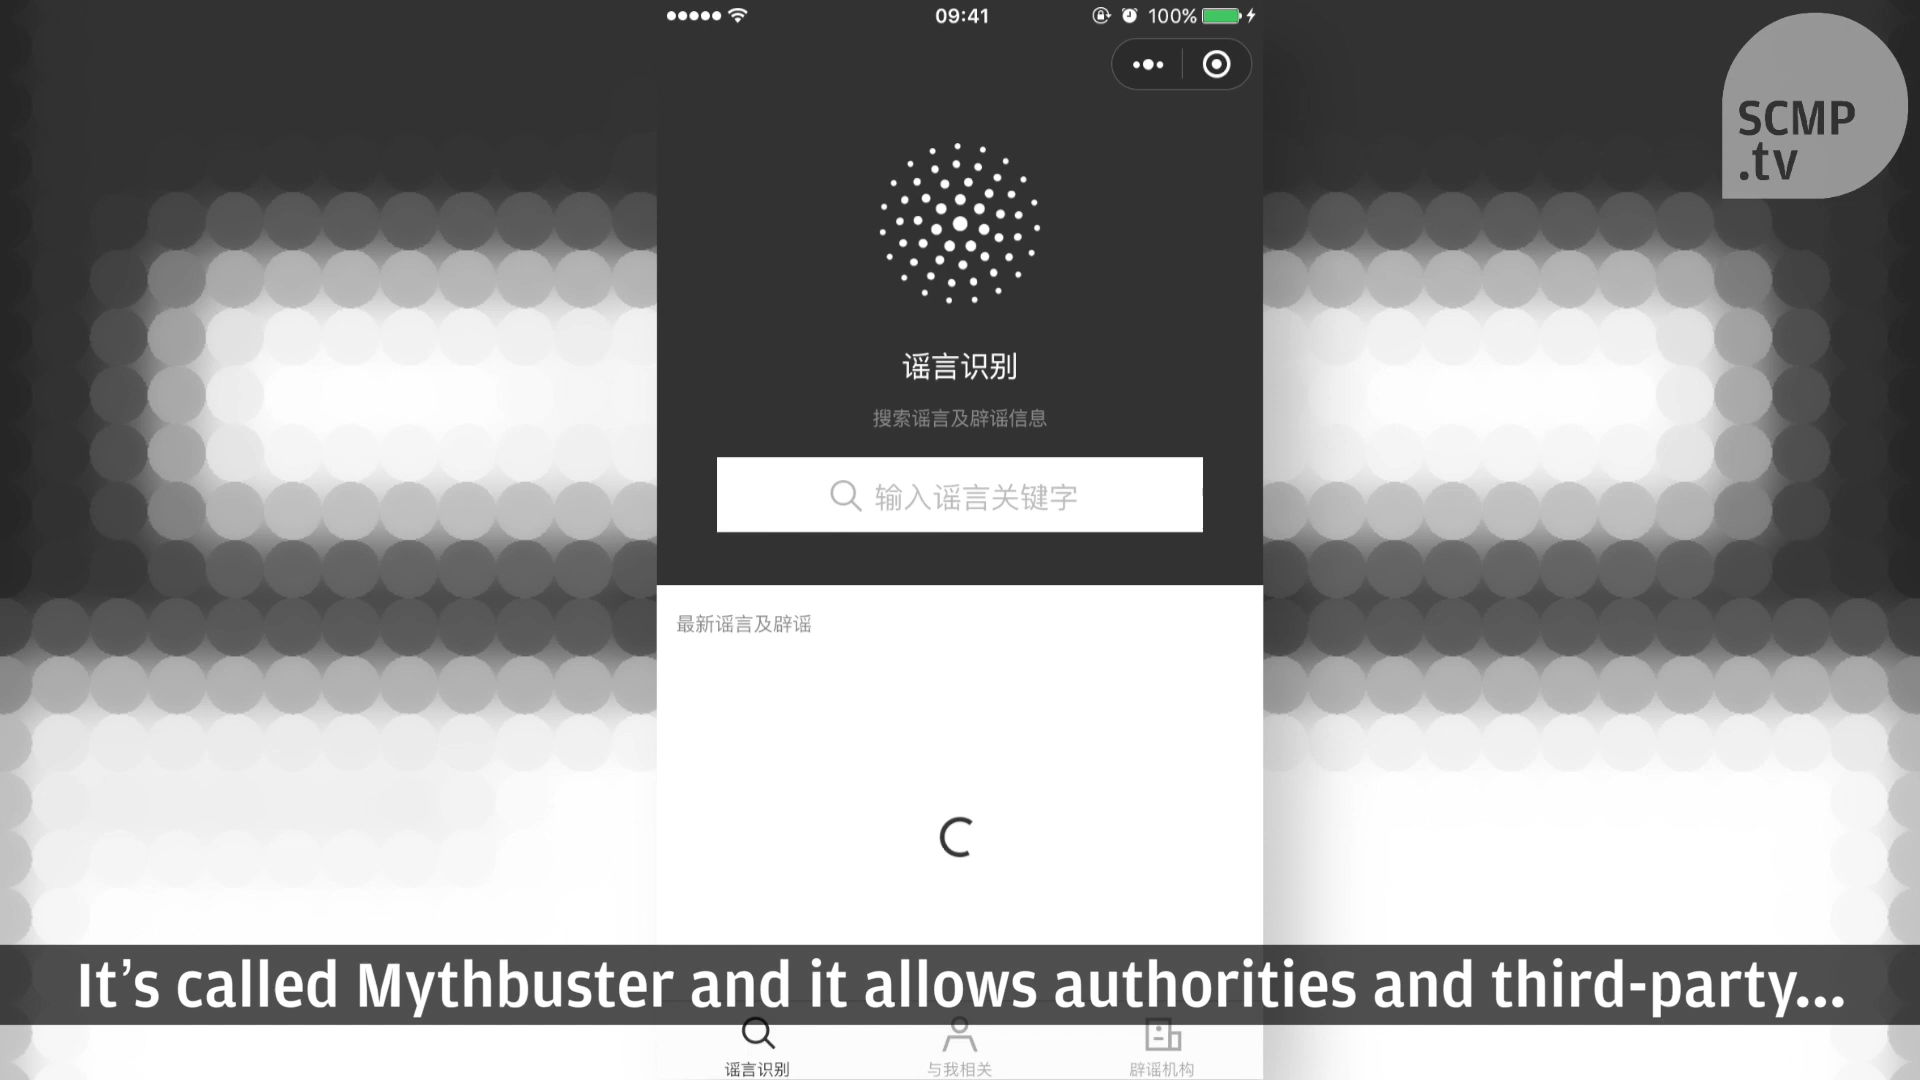 09:41
100%
SCMP
.tv
谣言识别
搜索谣言及辟谣信息
输入谣言关键字
最新谣言及辟谣
It’s called Mythbuster and it allows authorities and third-party...
谣言识别
与我相关
辟谣机构